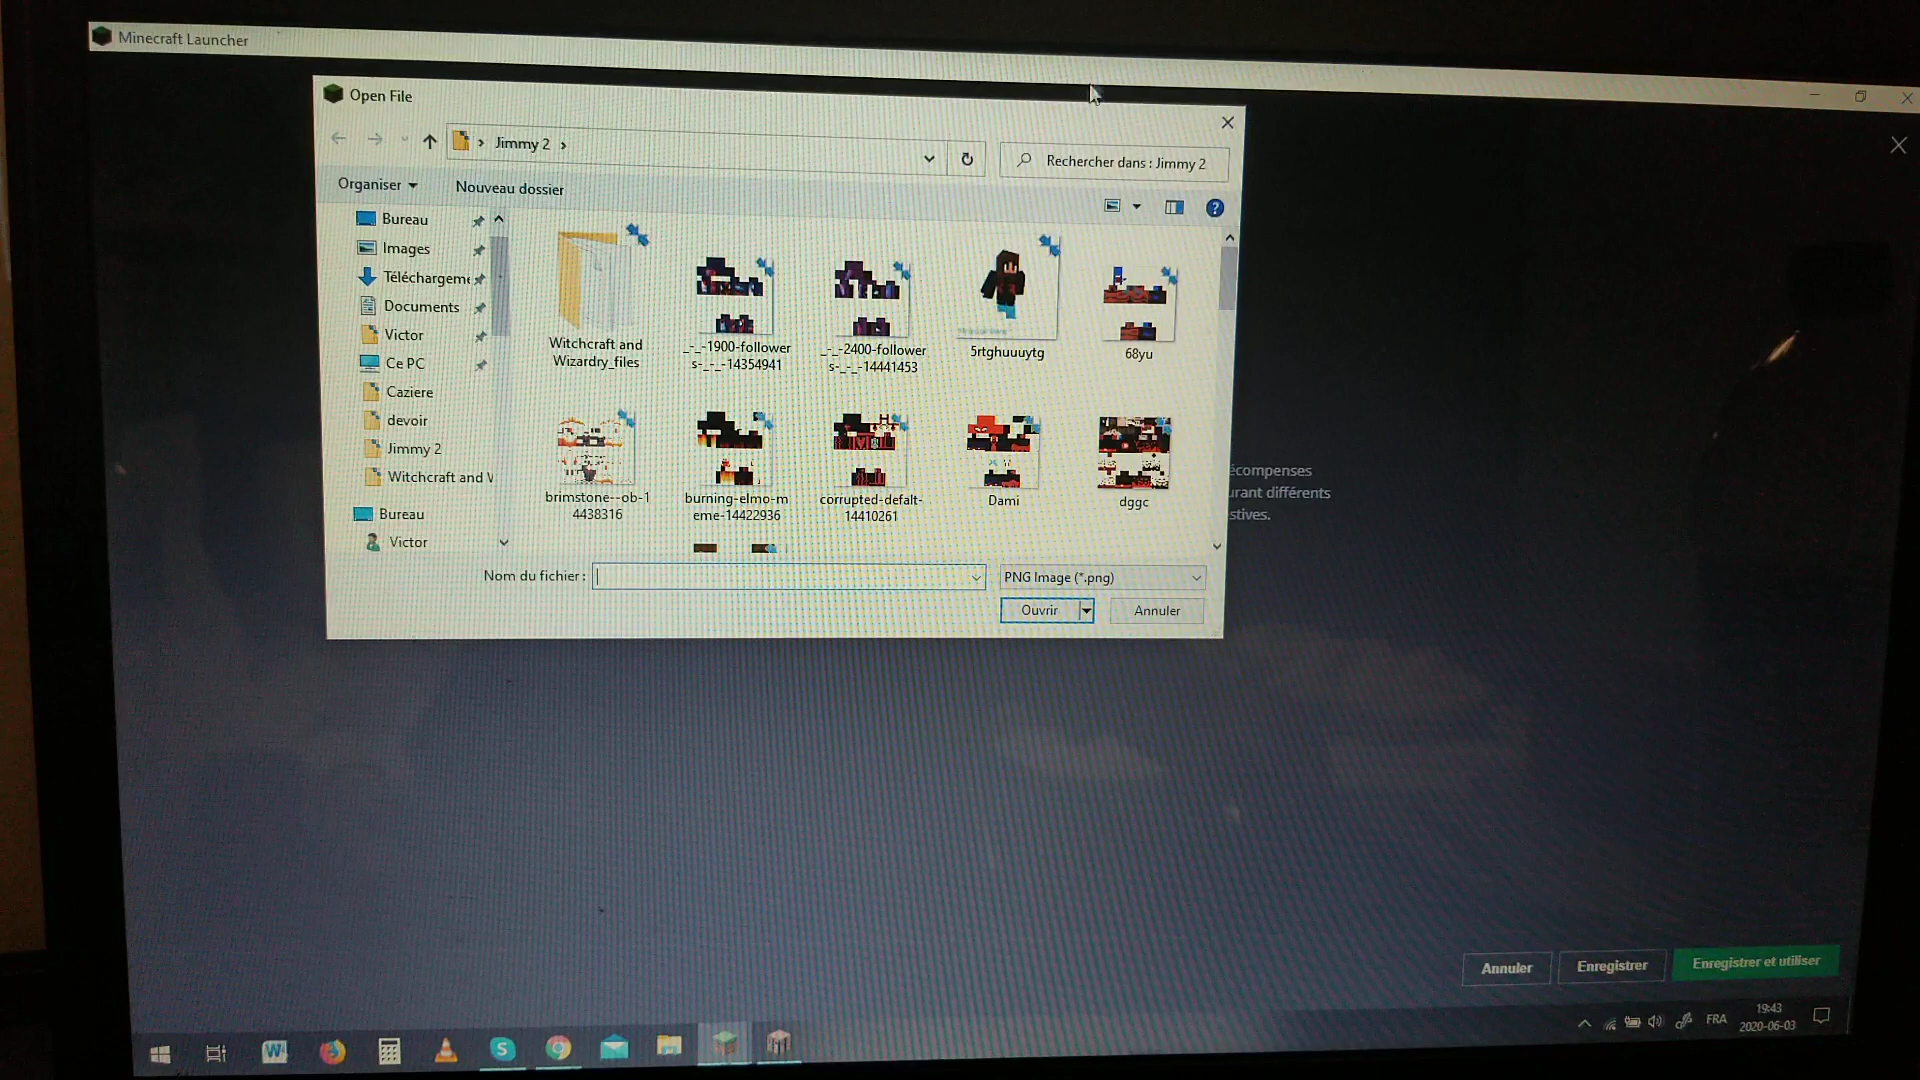 Minecraft Launcher
Open File
Jimmy 2
Rechercher dans : Jimmy 2
Organiser
Nouveau dossier
Bureau
Images
Téléchargeme
Documents
Victor
Ce PC
Caziere
devoir
Jimmy 2
Witchcraft and V
Bureau
Victor
Witchcraft and
Wizardry_files
_-_-1900-follower
s-_-_-14354941
_-_-2400-follower
s-_-_-14441453
5rtghuuuytg
68yu
brimstone--ob-1
4438316
burning-elmo-m
eme-14422936
corrupted-defalt-
14410261
Dami
dggc
Nom du fichier :
PNG Image (*.png)
Ouvrir
Annuler
écompenses
urant différents
stives.
Annuler
Enregistrer
Enregistrer et utiliser
FRA
19:43
2020-06-03